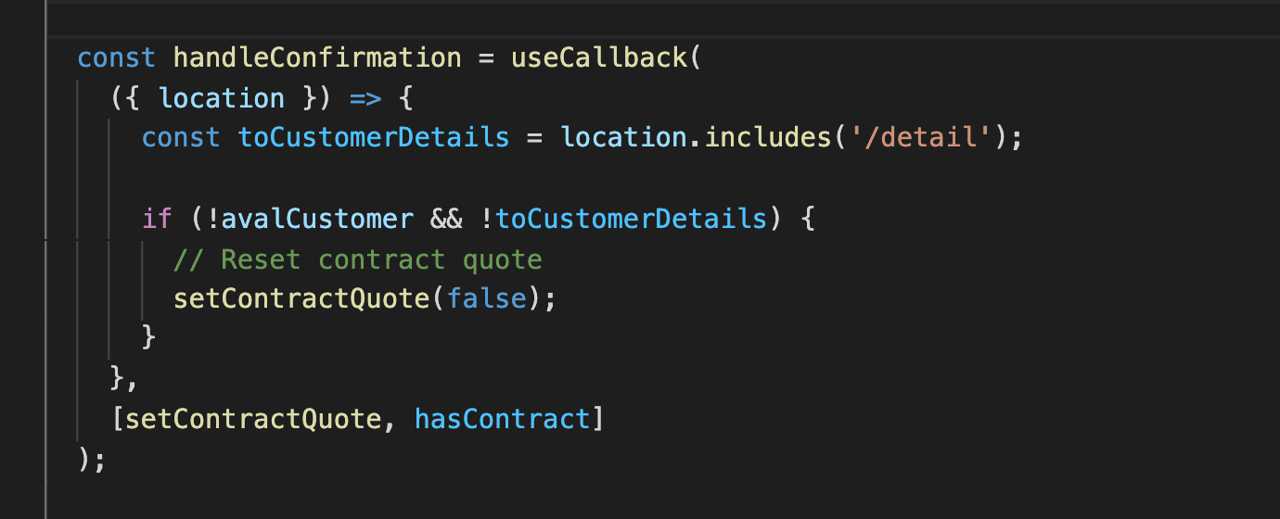 const handleConfirmation = useCallback(
  ({ location }) => {
    const toCustomerDetails = location.includes('/detail');

    if (!avalCustomer && !toCustomerDetails) {
      // Reset contract quote
      setContractQuote(false);
    }
  },
  [setContractQuote, hasContract]
);